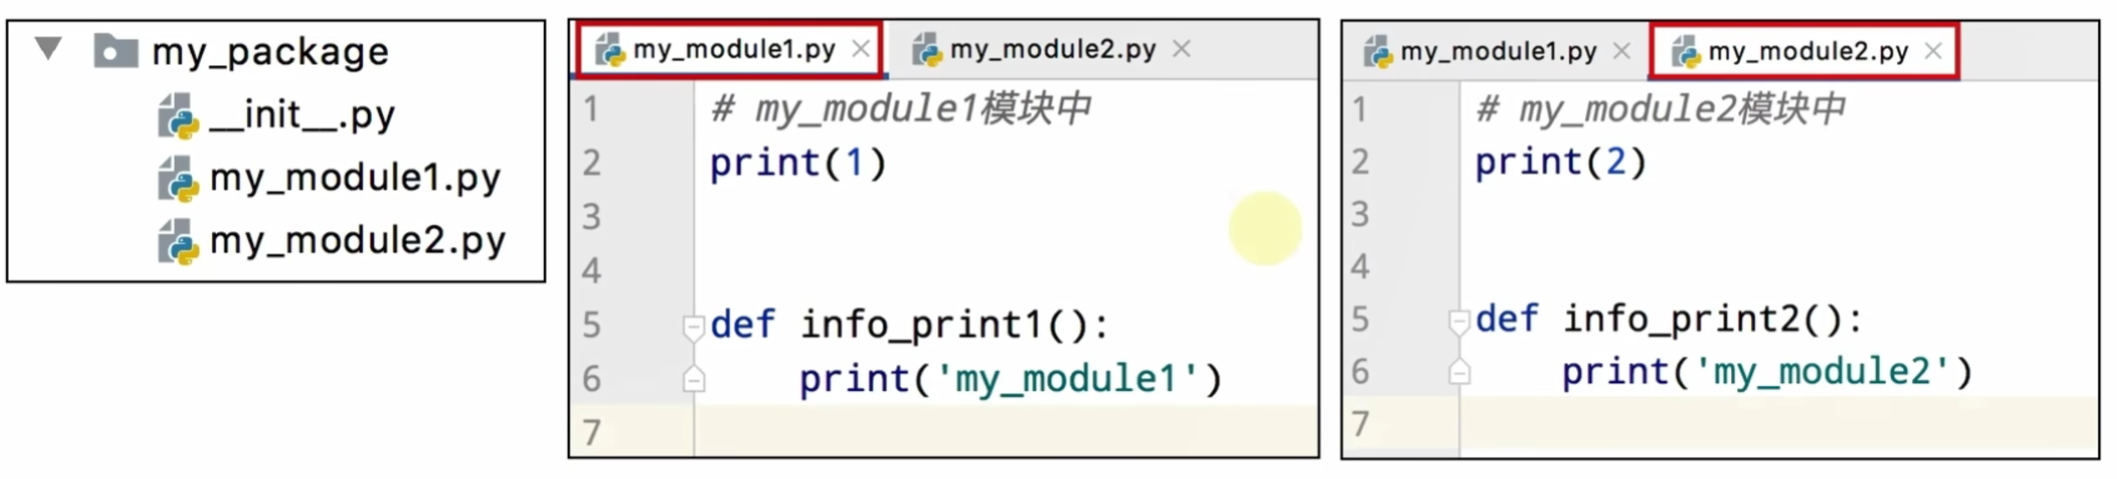 my_package
__init__.py
my_module1.py
my_module2.py
my_module1.py × my_module2.py ×
1 # my_module1模块中
2 print(1)
3
4
5 def info_print1():
6     print('my_module1')
7
my_module1.py × my_module2.py ×
1 # my_module2模块中
2 print(2)
3
4
5 def info_print2():
6     print('my_module2')
7